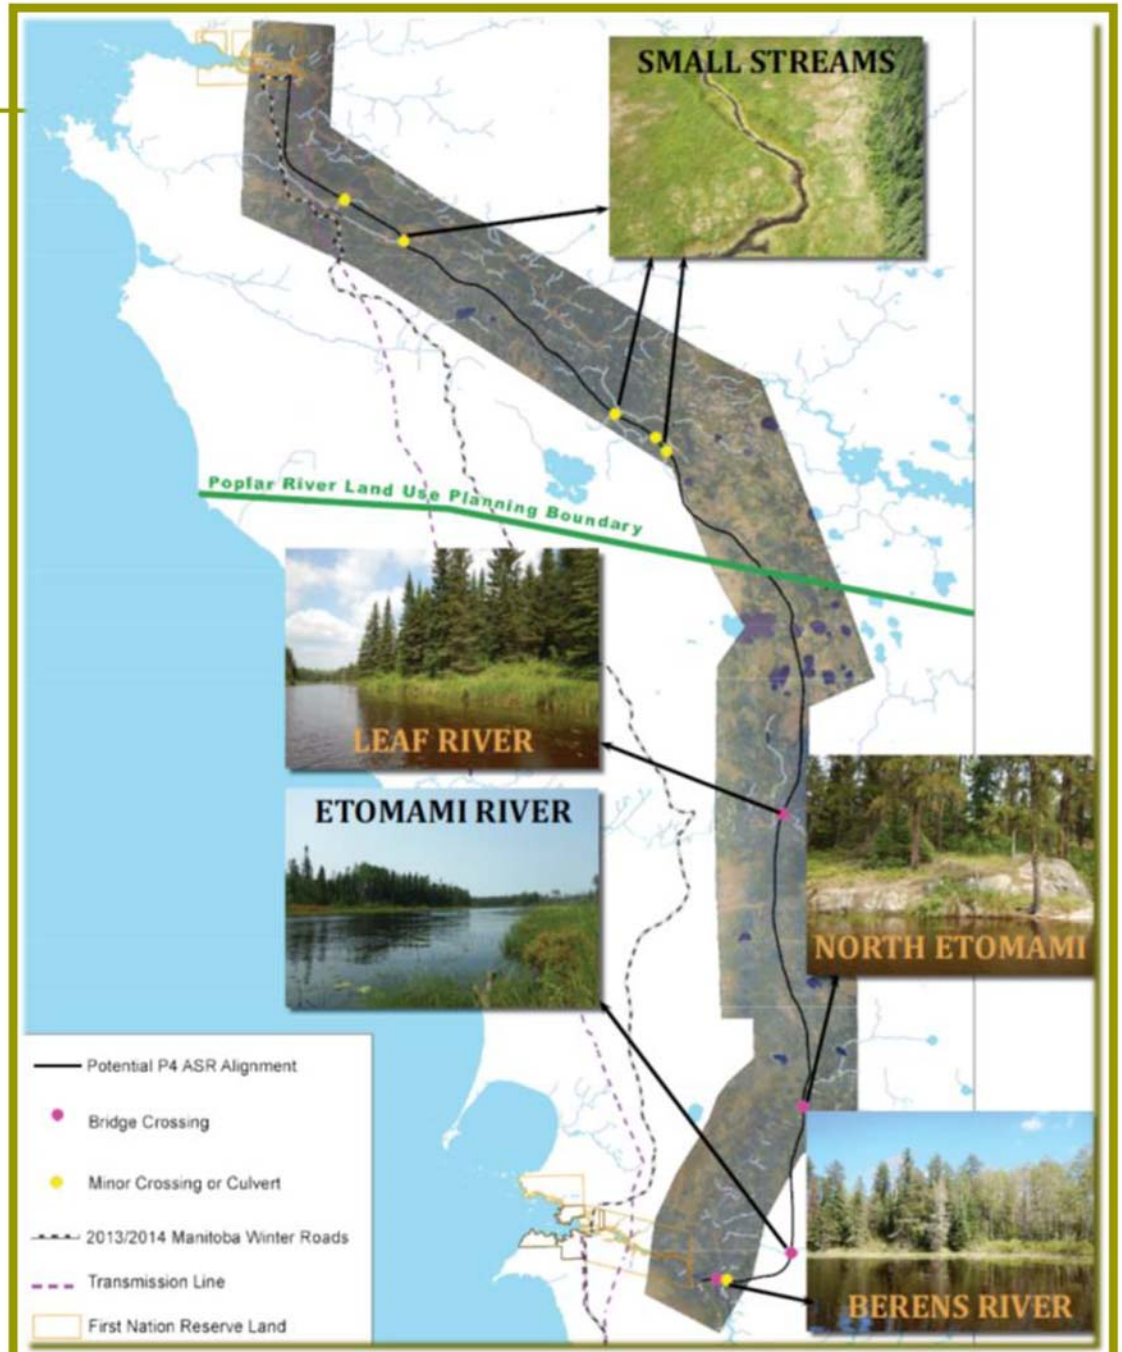 SMALL STREAMS
Poplar River Land Use Planning Boundary
LEAF RIVER
ETOMAMI RIVER
NORTH ETOMAMI
BERENS RIVER
Potential P4 ASR Alignment
Bridge Crossing
Minor Crossing or Culvert
2013/2014 Manitoba Winter Roads
Transmission Line
First Nation Reserve Land